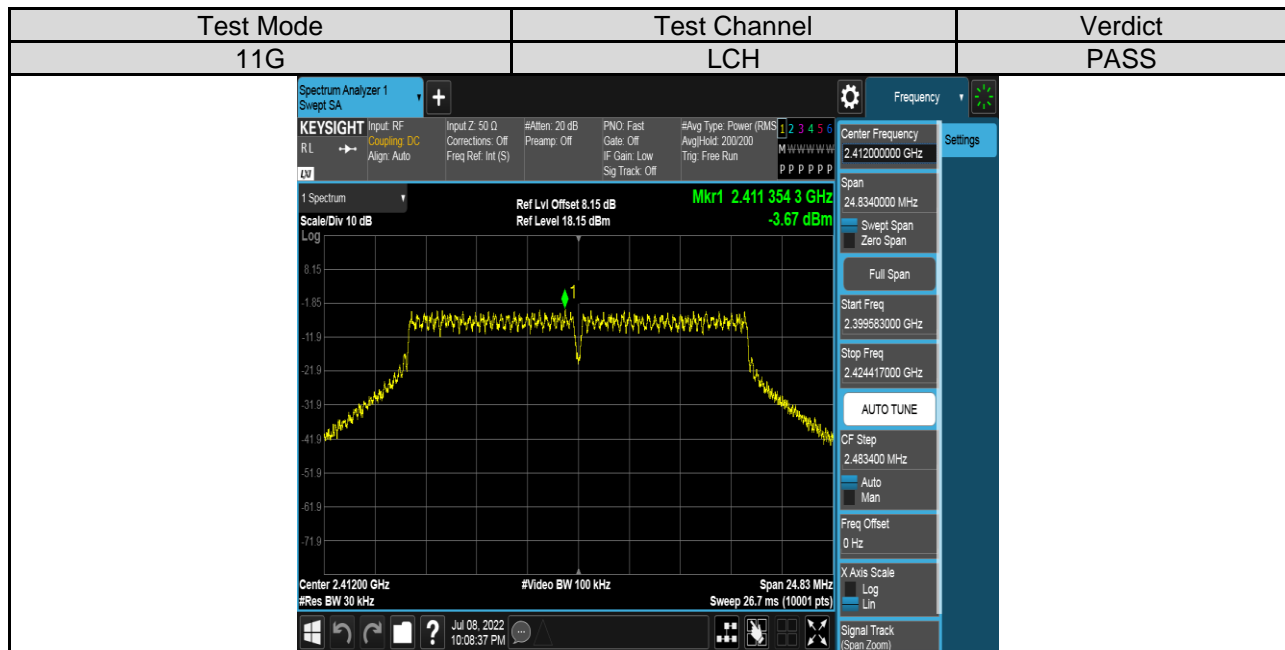 Test Mode Test Channel Verdict
11G LCH PASS
Spectrum Analyzer 1
Swept SA
+
Frequency
KEYSIGHT
RL
LXI
Input: RF
Coupling: DC
Align: Auto
Input Z: 50 Ω
Corrections: Off
Freq Ref: Int (S)
#Atten: 20 dB
Preamp: Off
PNO: Fast
Gate: Off
IF Gain: Low
Sig Track: Off
#Avg Type: Power (RMS
Avg|Hold: 200/200
Trig: Free Run
1 2 3 4 5 6
M W W W W W
P P P P P P
1 Spectrum
Scale/Div 10 dB
Log
Ref Lvl Offset 8.15 dB
Ref Level 18.15 dBm
Mkr1 2.411 354 3 GHz
-3.67 dBm
8.15
-1.85
-11.9
-21.9
-31.9
-41.9
-51.9
-61.9
-71.9
1
Center 2.41200 GHz
#Res BW 30 kHz
#Video BW 100 kHz
Span 24.83 MHz
Sweep 26.7 ms (10001 pts)
?
Jul 08, 2022
10:08:37 PM
Center Frequency
2.412000000 GHz
Span
24.8340000 MHz
Swept Span
Zero Span
Full Span
Start Freq
2.399583000 GHz
Stop Freq
2.424417000 GHz
AUTO TUNE
CF Step
2.483400 MHz
Auto
Man
Freq Offset
0 Hz
X Axis Scale
Log
Lin
Signal Track
(Span Zoom)
Settings